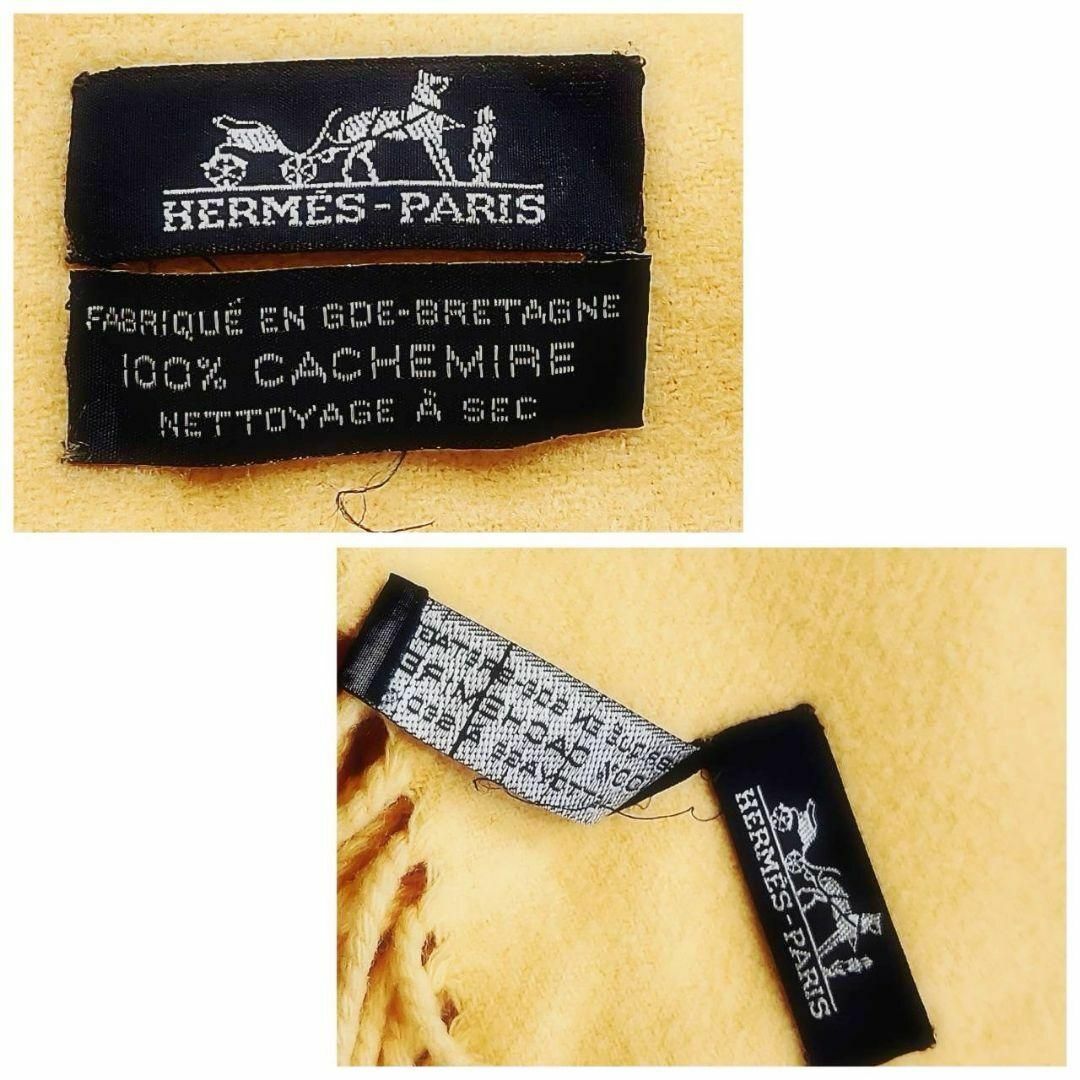 HERMÈS-PARIS
FABRIQUÉ EN GDE-BRETAGNE
100% CACHEMIRE
NETTOYAGE À SEC
HERMÈS-PARIS